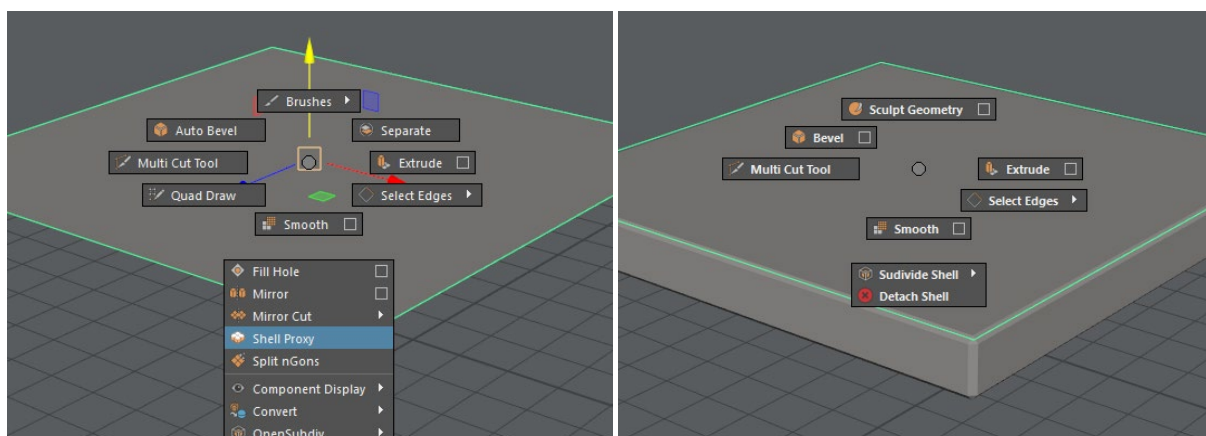 Brushes
Auto Bevel
Separate
Multi Cut Tool
Extrude
Quad Draw
Select Edges
Smooth
Fill Hole
Mirror
Mirror Cut
Shell Proxy
Split nGons
Component Display
Convert
OpenSubdiv
Sculpt Geometry
Bevel
Multi Cut Tool
Extrude
Select Edges
Smooth
Sudivide Shell
Detach Shell